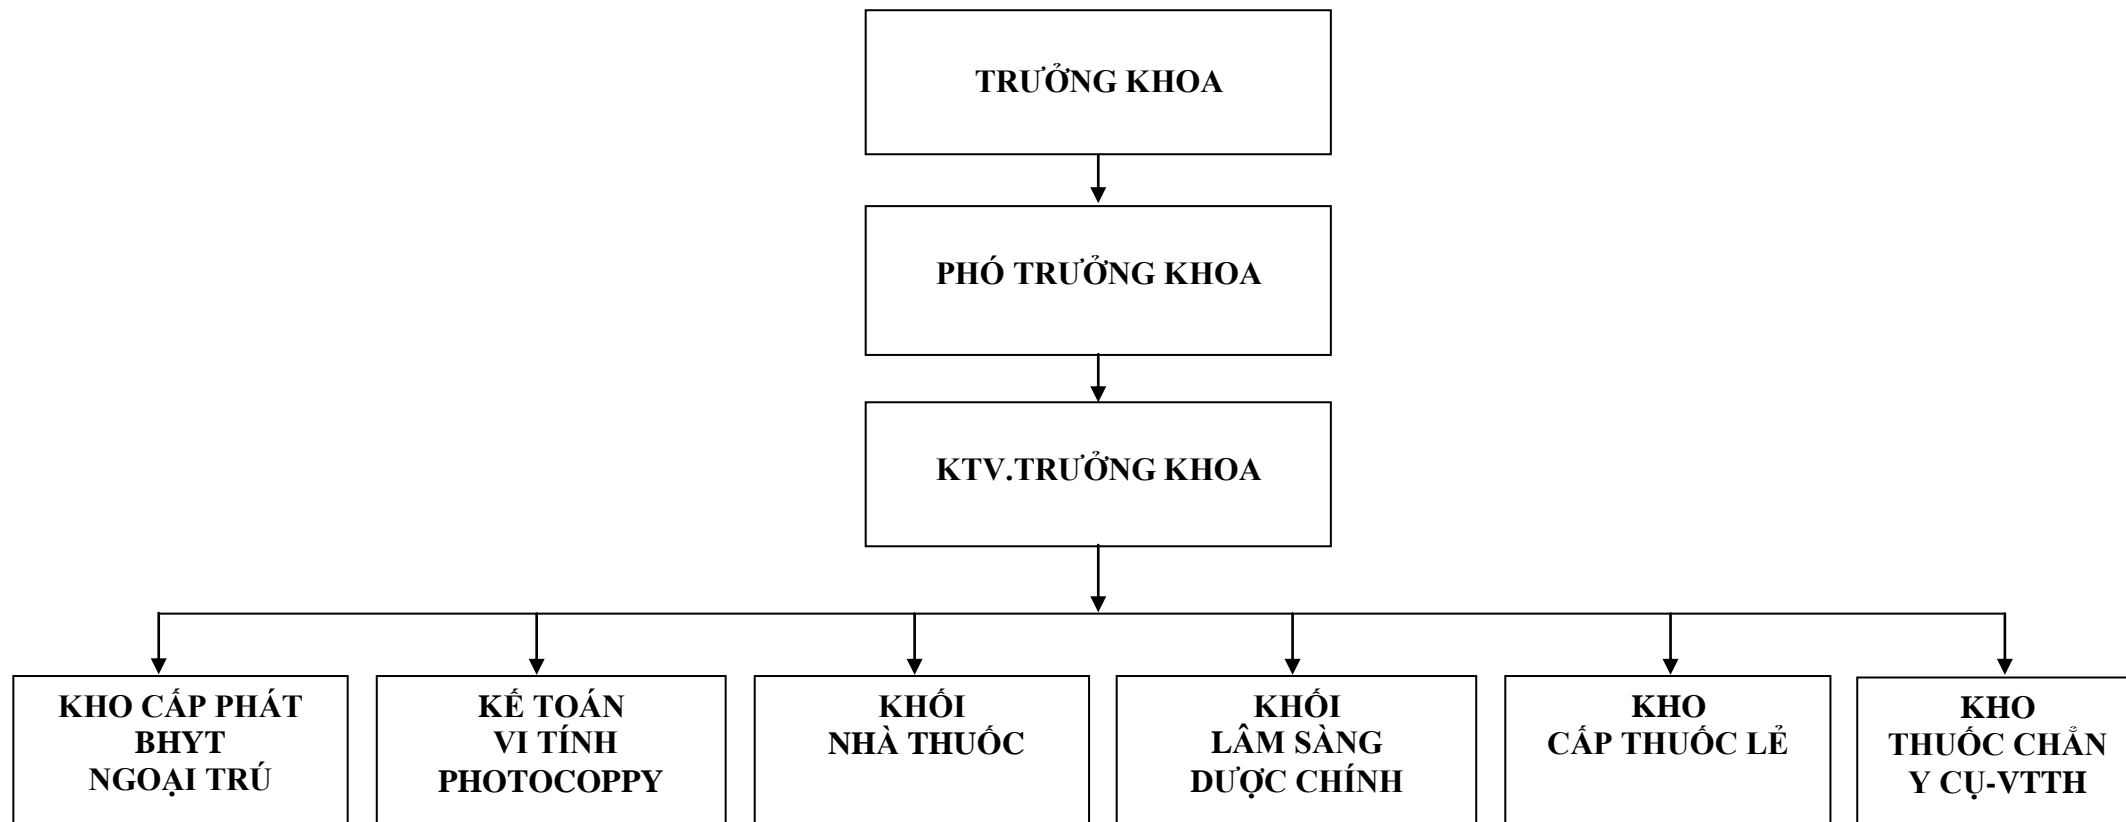 TRƯỞNG KHOA
PHÓ TRƯỞNG KHOA
KTV.TRƯỞNG KHOA
KHO CẤP PHÁT
BHYT
NGOẠI TRÚ
KẾ TOÁN
VI TÍNH
PHOTOCOPPY
KHỐI
NHÀ THUỐC
KHỐI
LÂM SÀNG
DƯỢC CHÍNH
KHO
CẤP THUỐC LẺ
KHO
THUỐC CHẲN
Y CỤ-VTTH